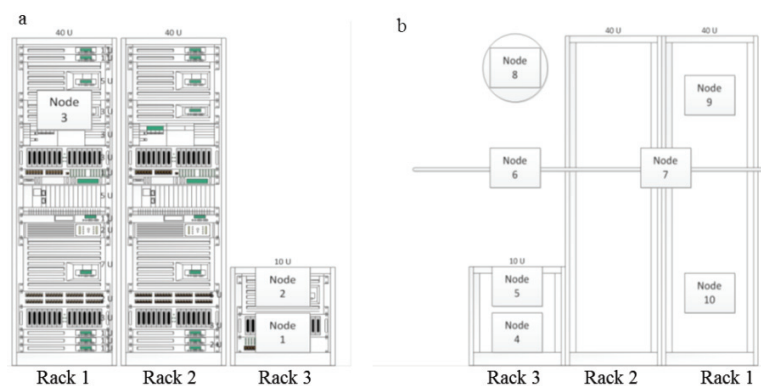 a
40 U
40 U
5 U
Node
3
3 U
5 U
2 U
7 U
10 U
Node
2
Node
1
Rack 1
Rack 2
Rack 3
b
40 U
40 U
Node
8
Node
9
Node
6
Node
7
10 U
Node
5
Node
10
Node
4
Rack 3
Rack 2
Rack 1